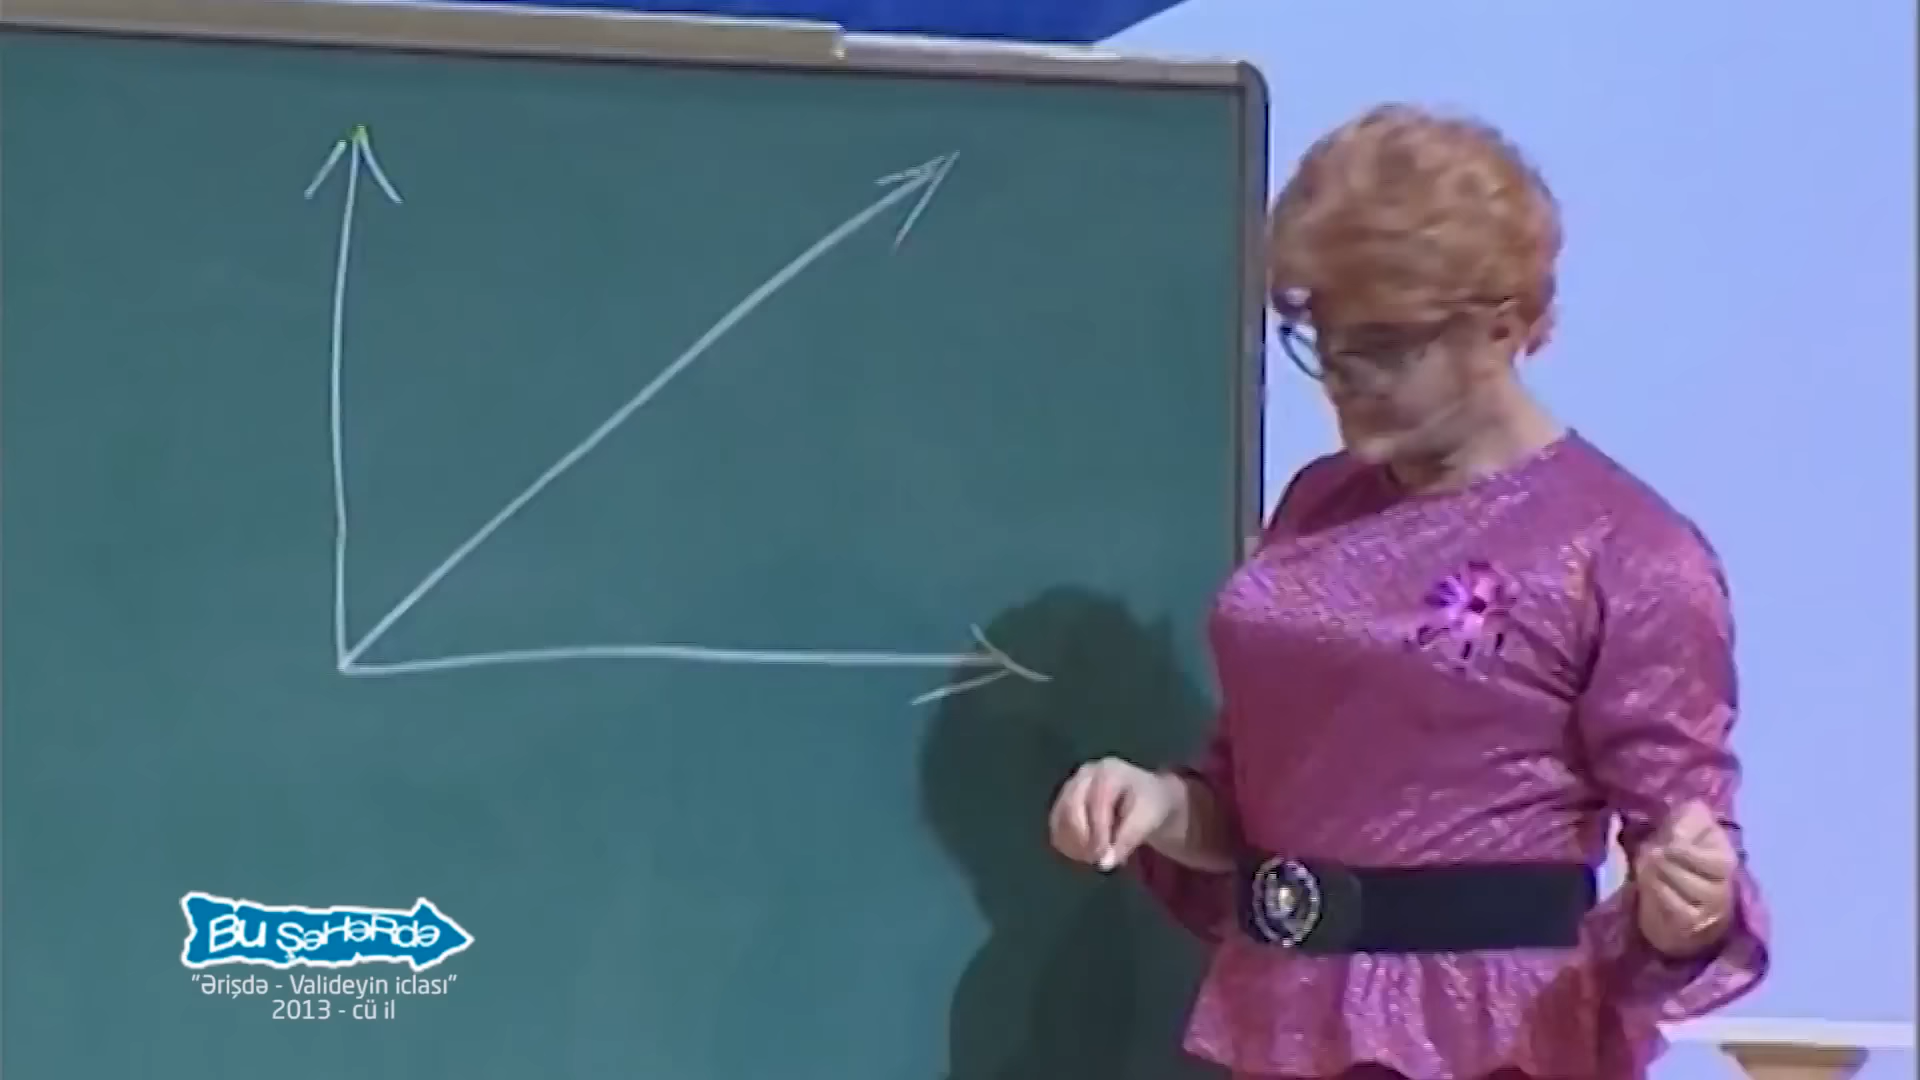 BU ŞəHəRdə
"Ərişdə - Valideyin iclası"
2013 - cü il